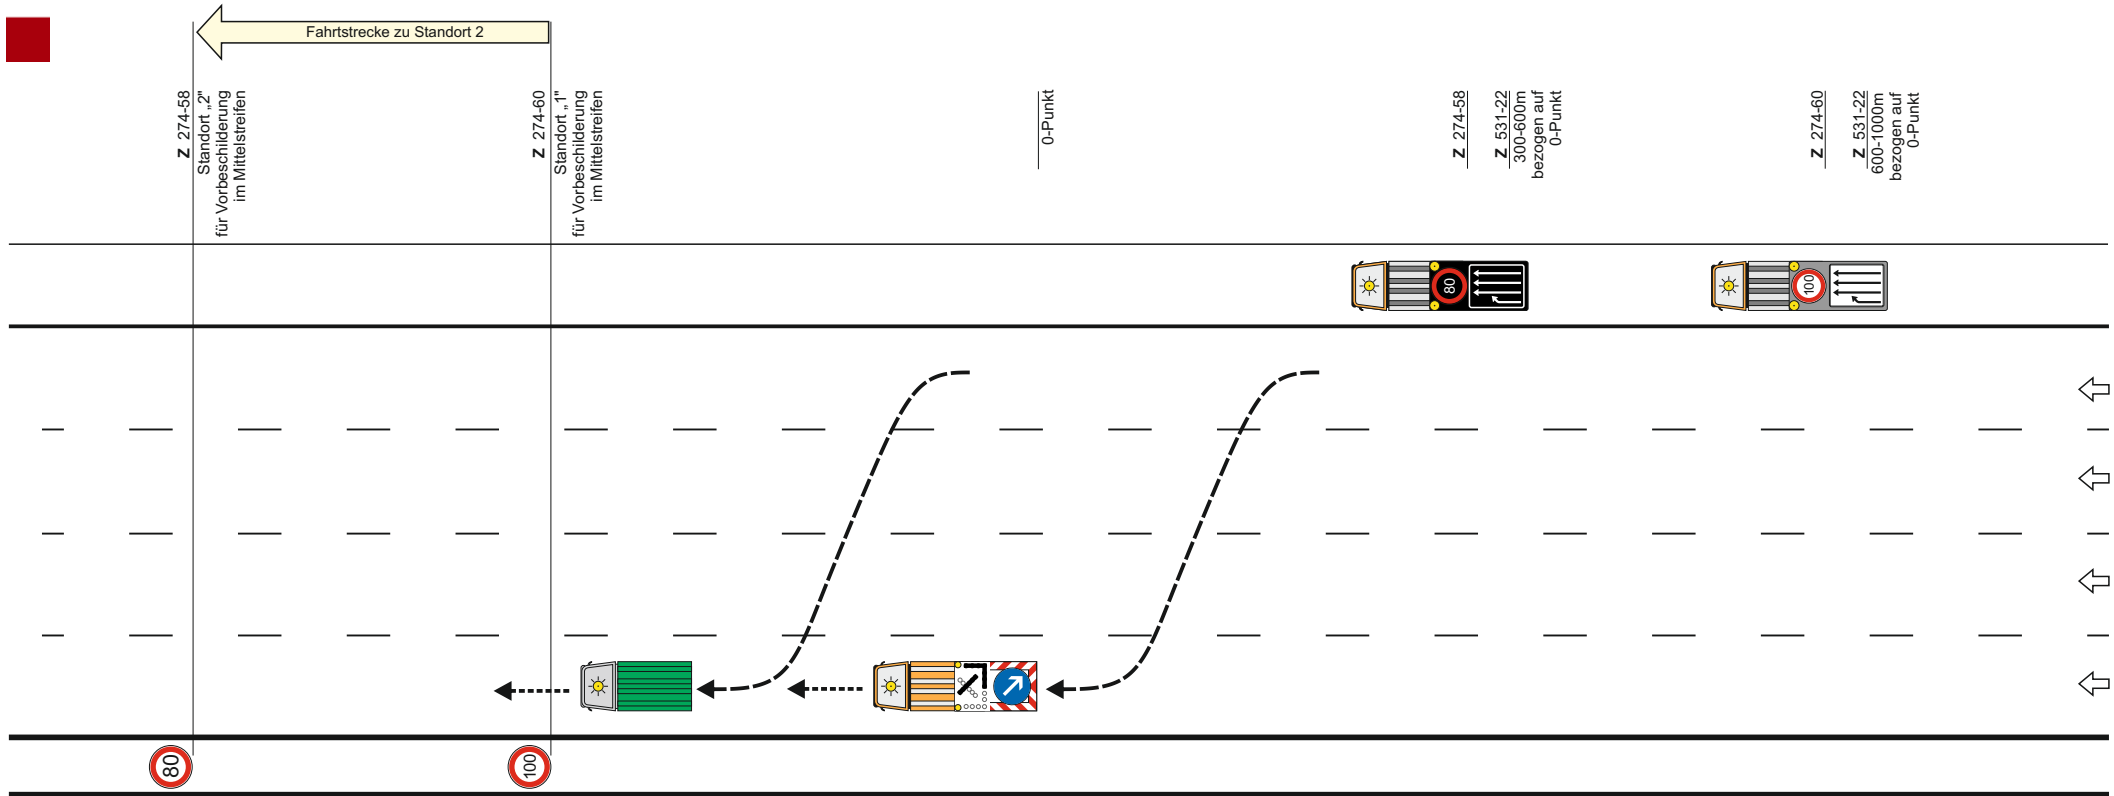 Fahrtstrecke zu Standort 2
Z 274-58
Standort „2"
für Vorbeschilderung
im Mittelstreifen
Z 274-60
Standort „1"
für Vorbeschilderung
im Mittelstreifen
0-Punkt
Z 274-58
Z 531-22
300-600m
bezogen auf
0-Punkt
Z 274-60
Z 531-22
600-1000m
bezogen auf
0-Punkt
80
100
80
100